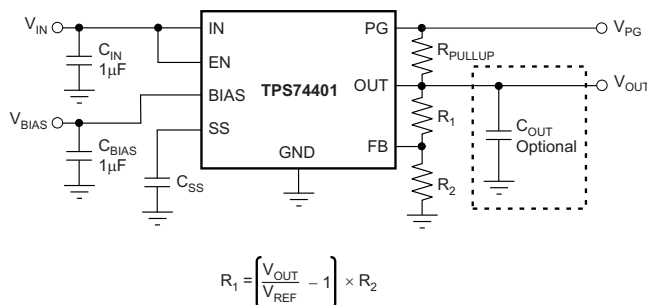 V_IN
IN
PG
V_PG
C_IN
1μF
R_PULLUP
EN
TPS74401
OUT
V_OUT
BIAS
V_BIAS
R_1
C_OUT
Optional
SS
C_BIAS
1μF
FB
GND
C_SS
R_2
R_1 = [V_OUT / V_REF − 1] × R_2